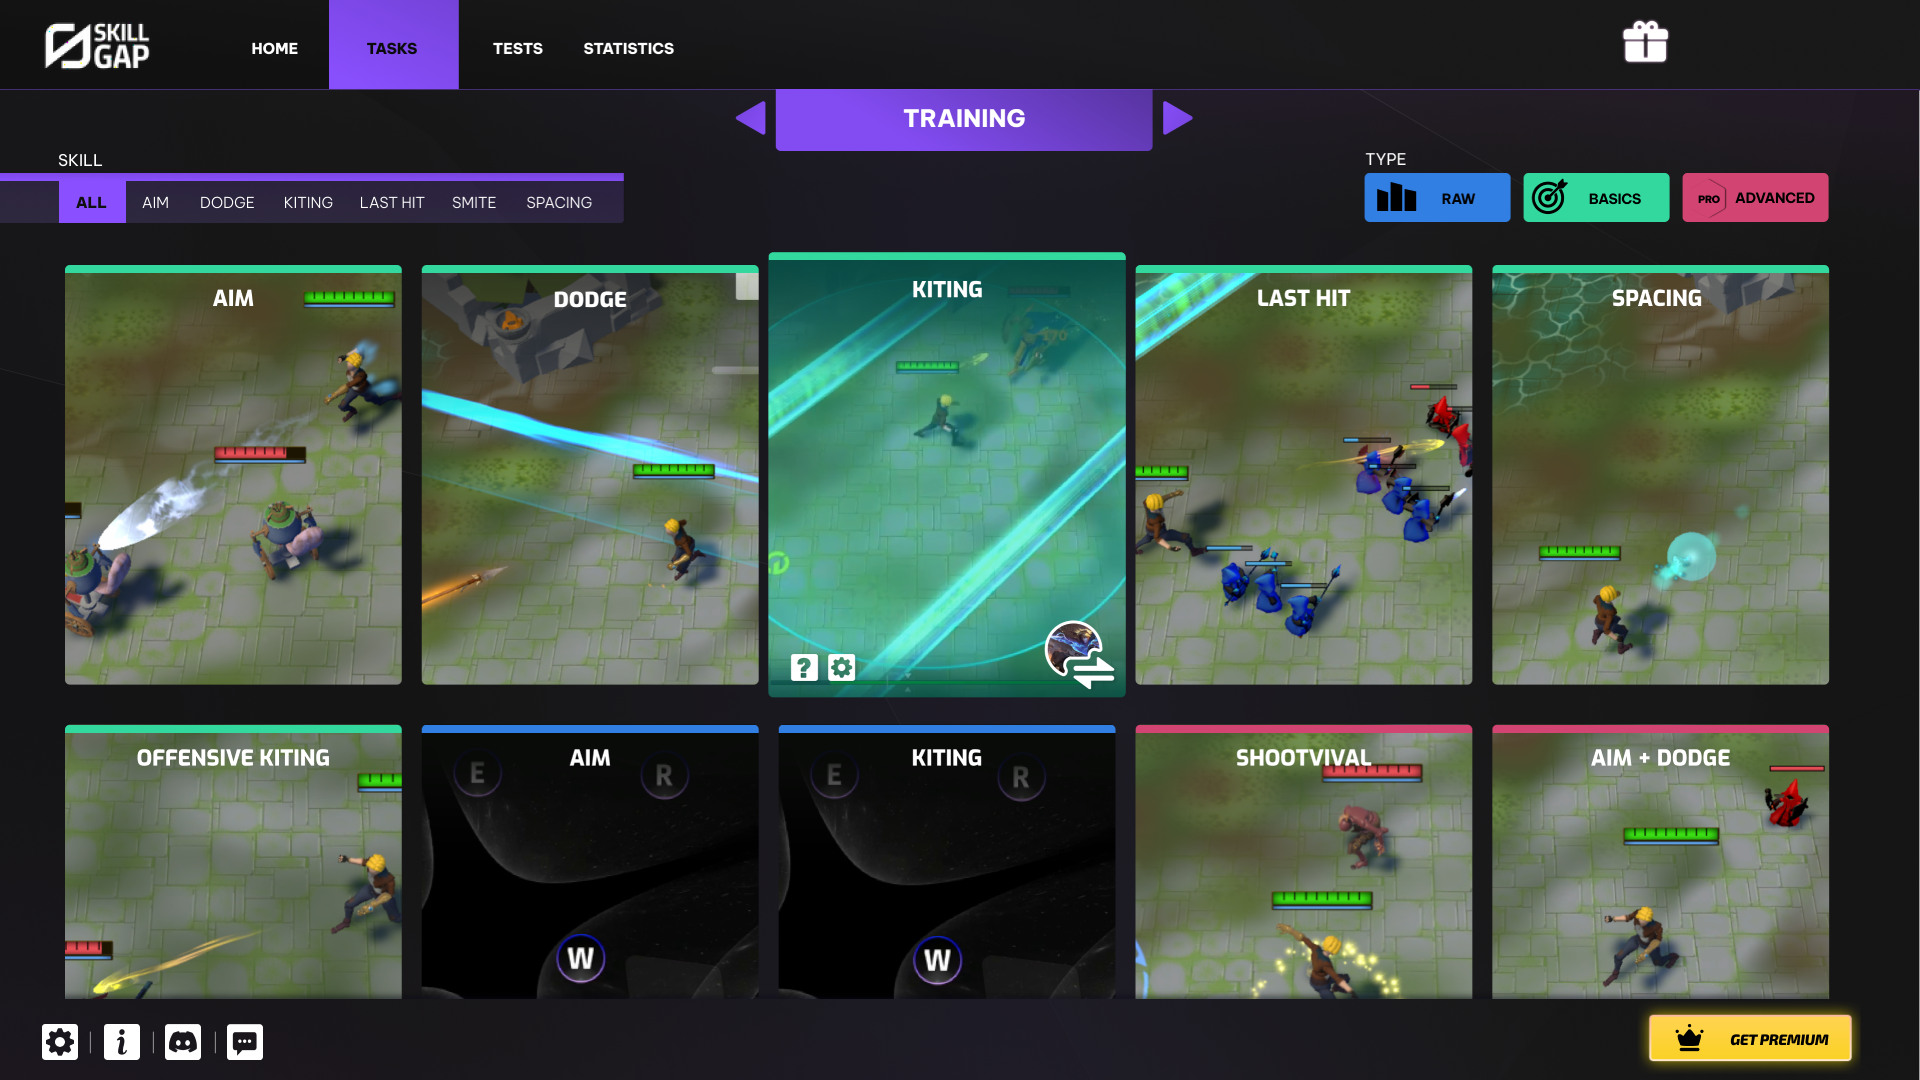 SKILL
GAP
HOME
TASKS
TESTS
STATISTICS
TRAINING
SKILL
ALL
AIM
DODGE
KITING
LAST HIT
SMITE
SPACING
TYPE
RAW
BASICS
PRO
ADVANCED
AIM
DODGE
KITING
LAST HIT
SPACING
?
OFFENSIVE KITING
AIM
KITING
SHOOTVIVAL
AIM + DODGE
E
R
E
R
W
W
i
GET PREMIUM